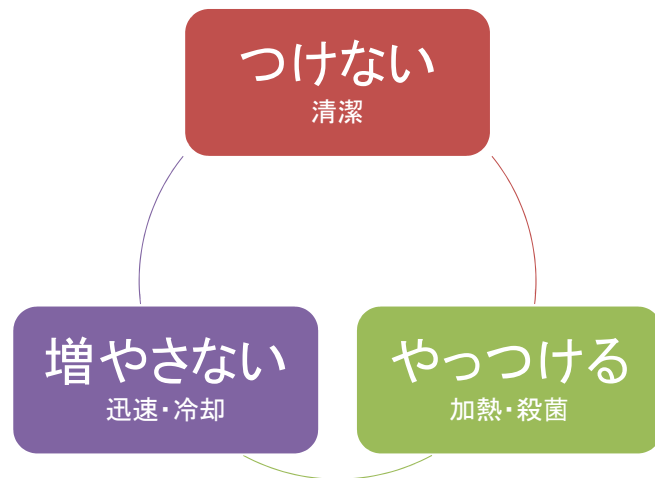 つけない
清潔
増やさない
迅速・冷却
やっつける
加熱・殺菌